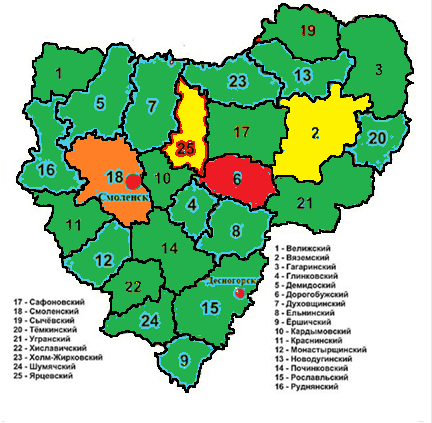 19
1
23
13
3
5
7
25
17
2
20
16
18
Смоленск
10
6
4
21
11
8
12
14
22
Десногорск
15
24
9
1 - Велижский
2 - Вяземский
3 - Гагаринский
4 - Глинковский
5 - Демидоский
6 - Дорогобужский
7 - Духовщинский
8 - Ельнинский
9 - Ёршичский
10 - Кардымовский
11 - Краснинский
12 - Монастырщинский
13 - Новодугинский
14 - Починковский
15 - Рославльский
16 - Руднянский
17 - Сафоновский
18 - Смоленский
19 - Сычёвский
20 - Тёмкинский
21 - Угранский
22 - Хиславичский
23 - Холм-Жирковский
24 - Шумячский
25 - Ярцевский